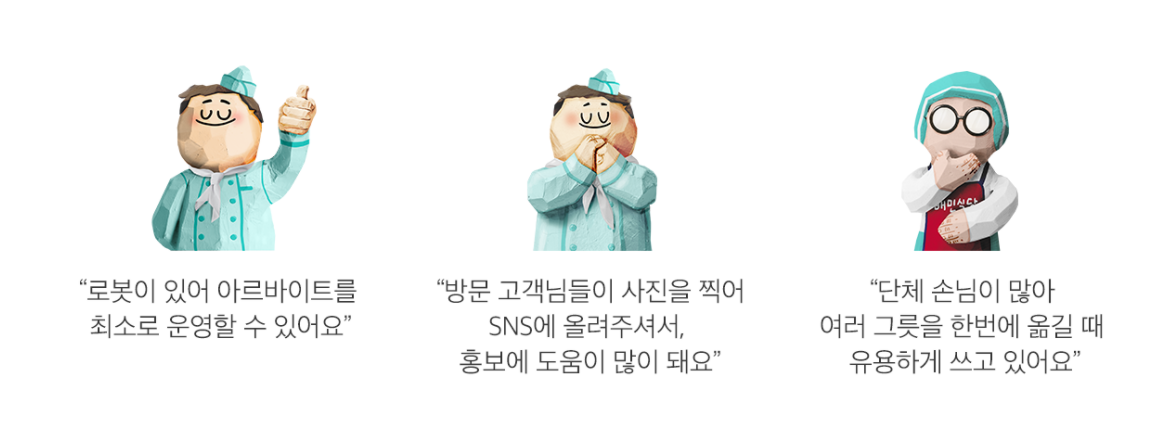 배민식당
“로봇이 있어 아르바이트를
최소로 운영할 수 있어요”
“방문 고객님들이 사진을 찍어
SNS에 올려주셔서,
홍보에 도움이 많이 돼요”
“단체 손님이 많아
여러 그릇을 한번에 옮길 때
유용하게 쓰고 있어요”